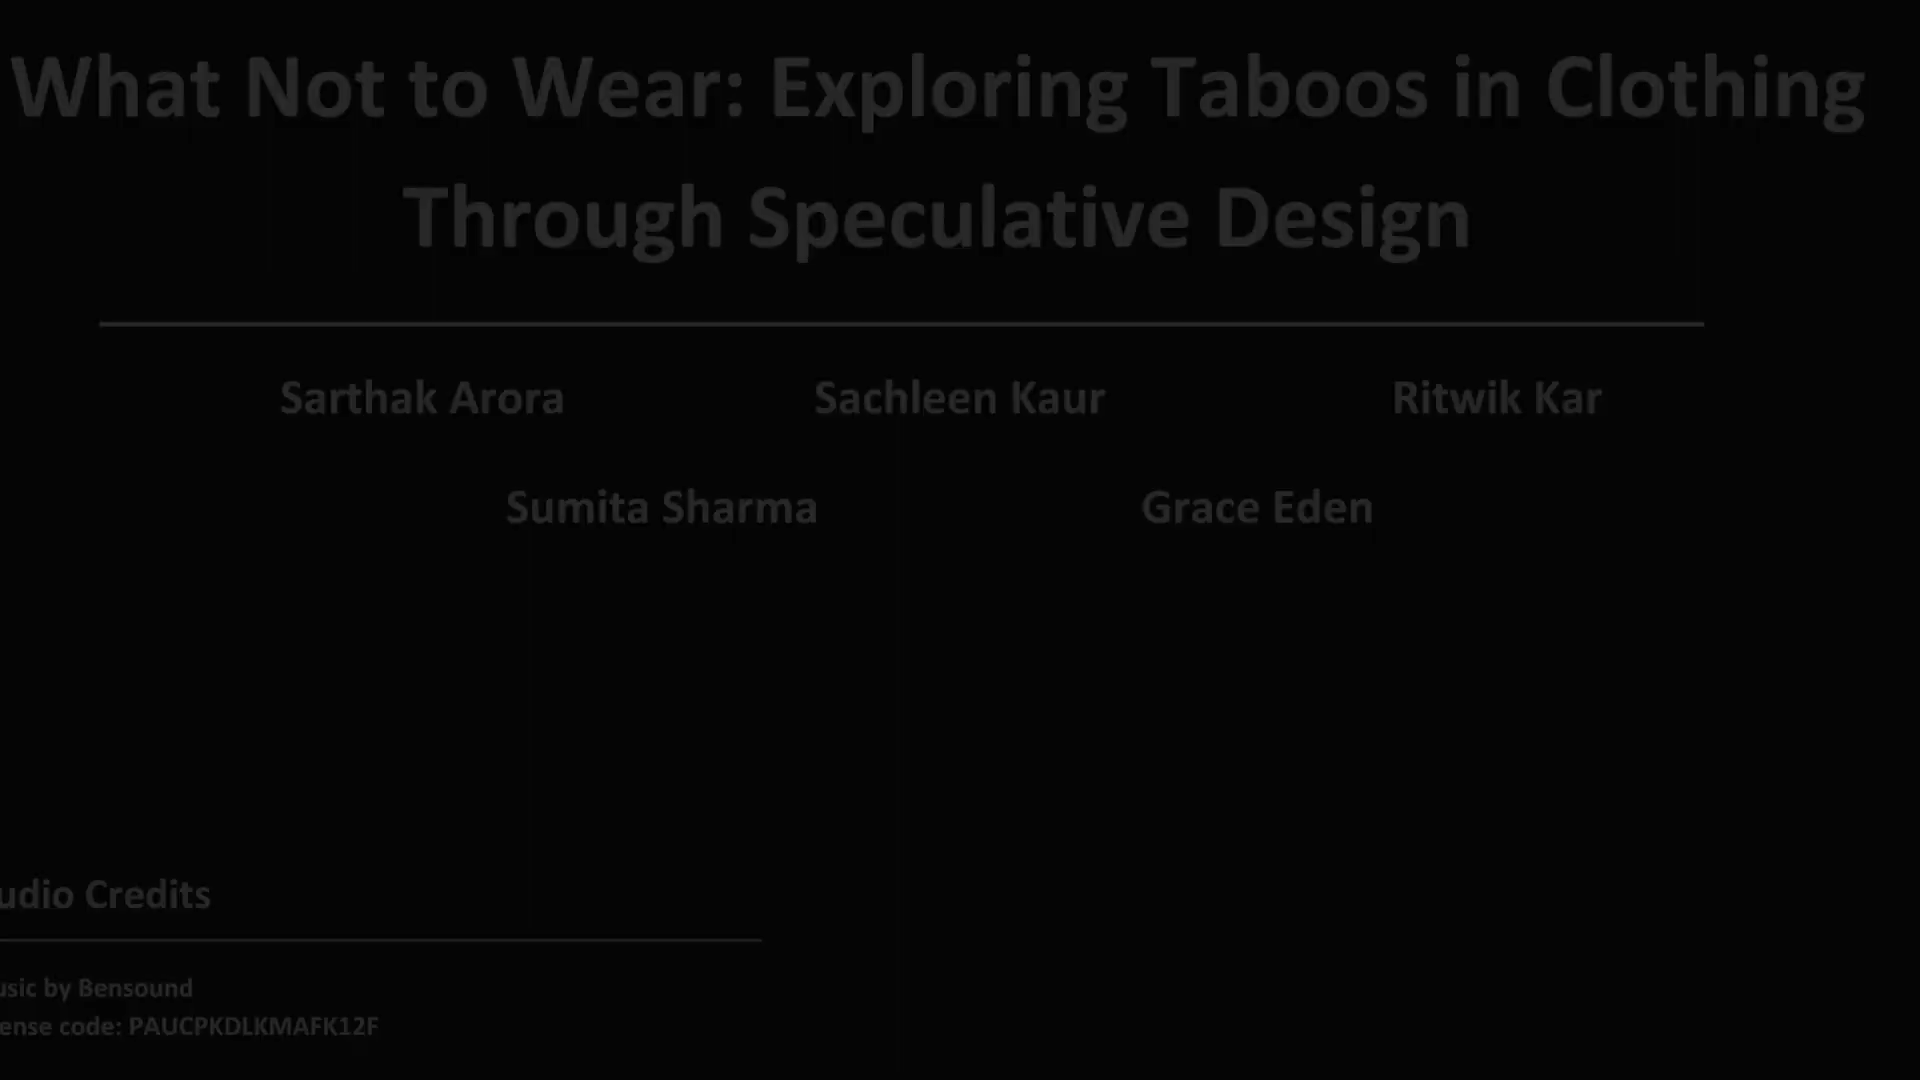 What Not to Wear: Exploring Taboos in Clothing
Through Speculative Design
Sarthak Arora Sachleen Kaur Ritwik Kar
Sumita Sharma Grace Eden
udio Credits
usic by Bensound
ense code: PAUCPKDLKMAFK12F